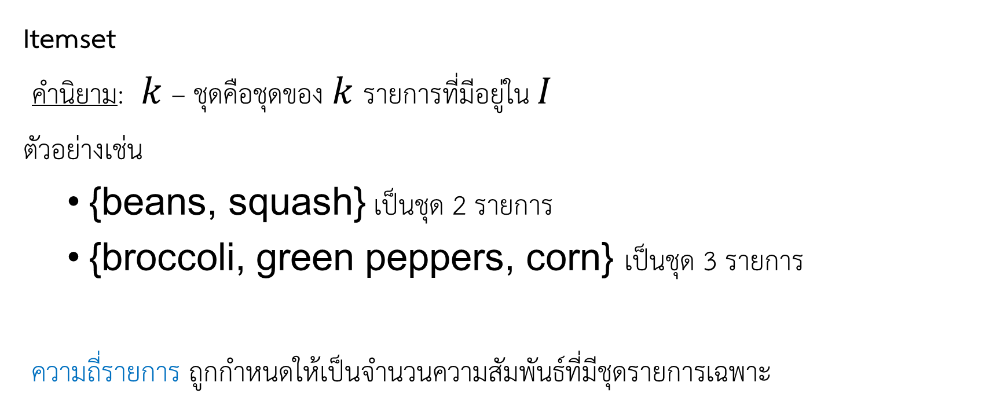 Itemset
คำนิยาม: k – ชุดคือชุดของ k รายการที่มีอยู่ใน I
ตัวอย่างเช่น
• {beans, squash} เป็นชุด 2 รายการ
• {broccoli, green peppers, corn} เป็นชุด 3 รายการ
ความถี่รายการ ถูกกำหนดให้เป็นจำนวนความสัมพันธ์ที่มีชุดรายการเฉพาะ